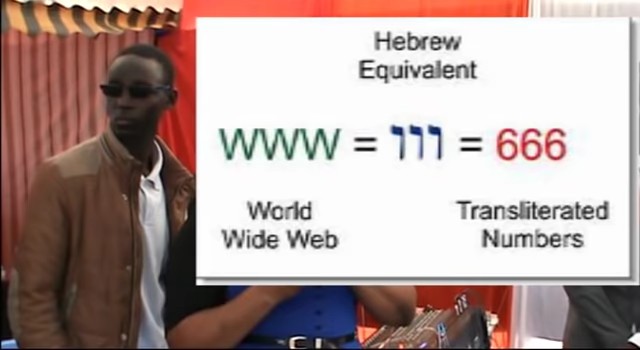 Hebrew
Equivalent
WWW = ווו = 666
World
Wide Web
Transliterated
Numbers